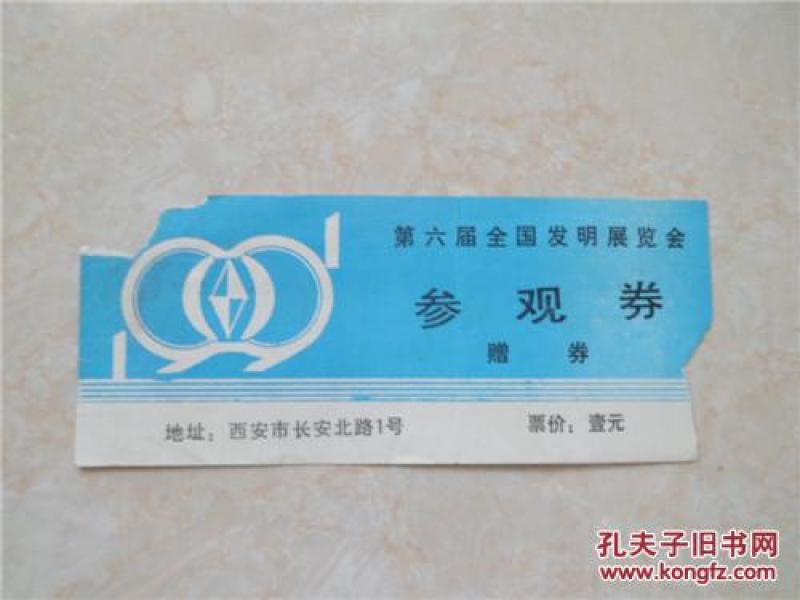 第六届全国发明展览会
参观券
赠券
地址：西安市长安北路1号
票价：壹元
孔夫子旧书网
www.kongfz.com